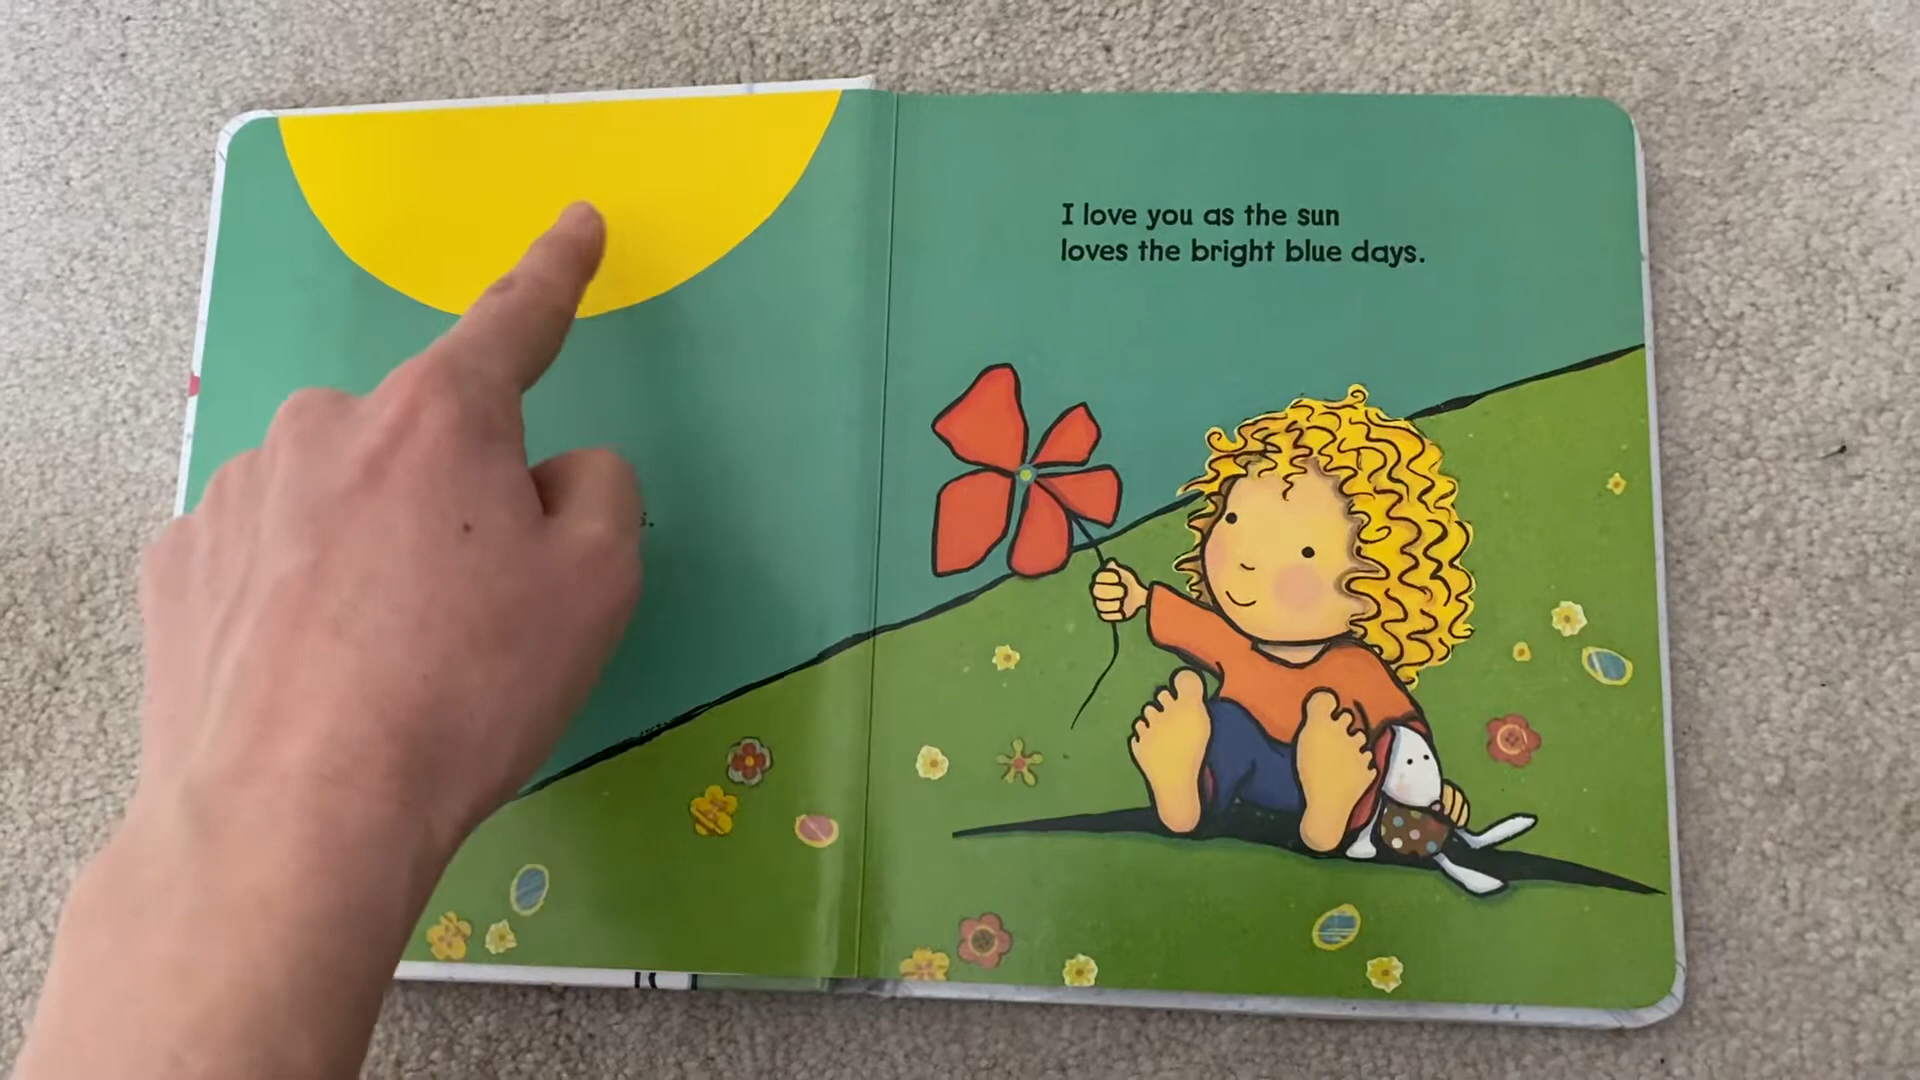 I love you as the sun
loves the bright blue days.